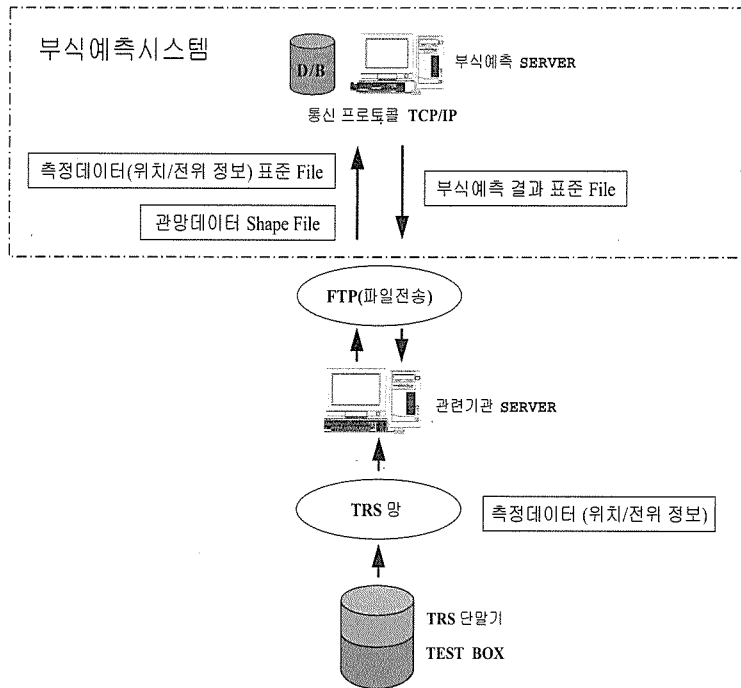 부식예측시스템
D/B
부식예측 SERVER
통신 프로토콜 TCP/IP
측정데이터(위치/전위 정보) 표준 File
부식예측 결과 표준 File
관망데이터 Shape File
FTP(파일전송)
관련기관 SERVER
TRS 망
측정데이터 (위치/전위 정보)
TRS 단말기
TEST BOX